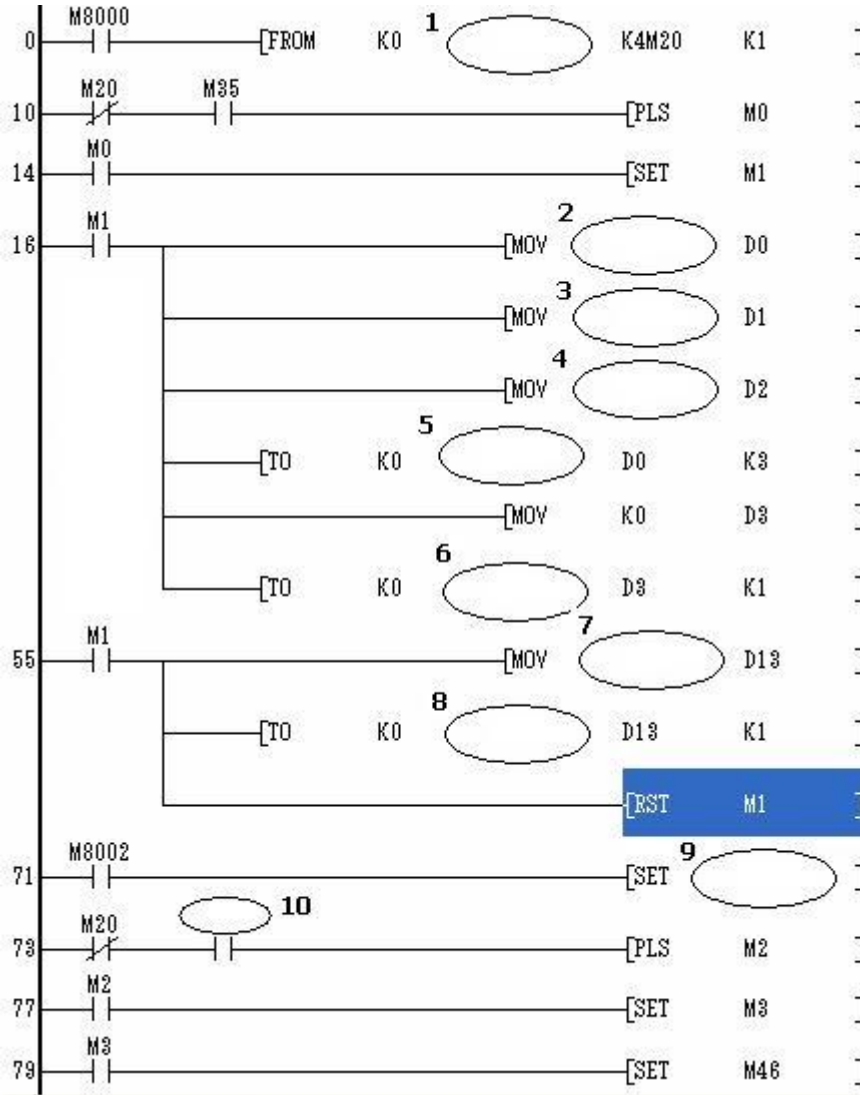 M8000
0 [FROM K0 1 K4M20 K1 ]
M20 M35
10 [PLS M0 ]
M0
14 [SET M1 ]
M1
16 [MOV 2 D0 ]
[MOV 3 D1 ]
[MOV 4 D2 ]
[TO K0 5 D0 K3 ]
[MOV K0 D3 ]
[TO K0 6 D3 K1 ]
M1
55 [MOV 7 D13 ]
[TO K0 8 D13 K1 ]
[RST M1 ]
M8002
71 [SET 9 ]
M20 10
73 [PLS M2 ]
M2
77 [SET M3 ]
M3
79 [SET M46 ]